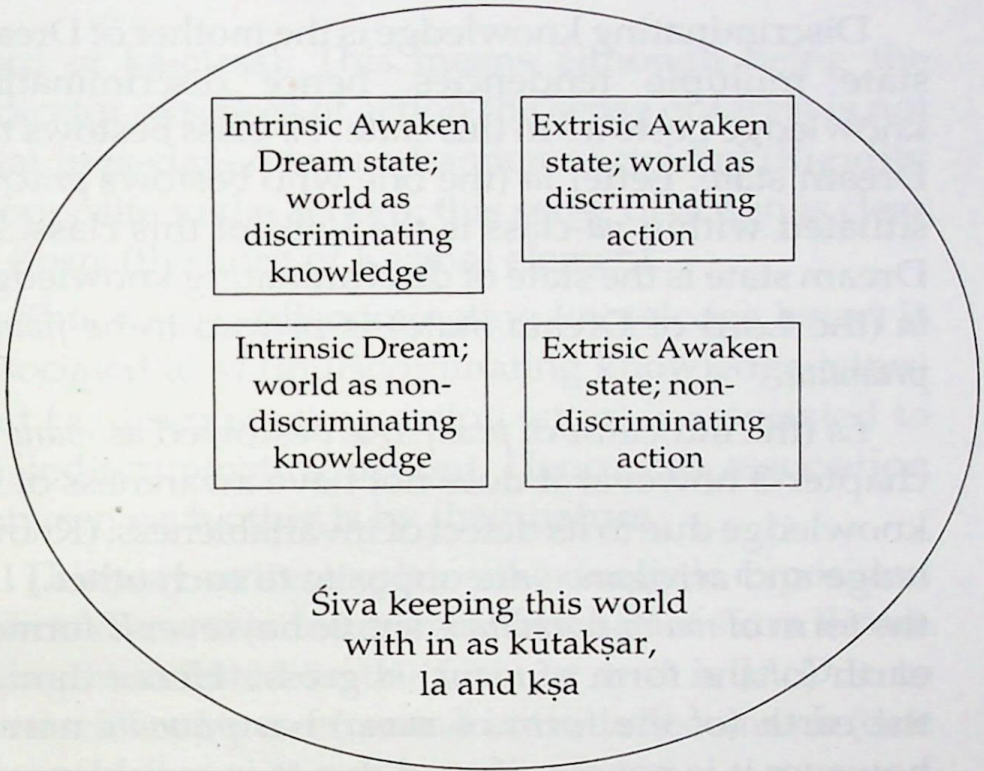 Intrinsic Awaken
Dream state;
world as
discriminating
knowledge
Extrisic Awaken
state; world as
discriminating
action
Intrinsic Dream;
world as non-
discriminating
knowledge
Extrisic Awaken
state; non-
discriminating
action
Śiva keeping this world
with in as kūtakṣar,
la and kṣa